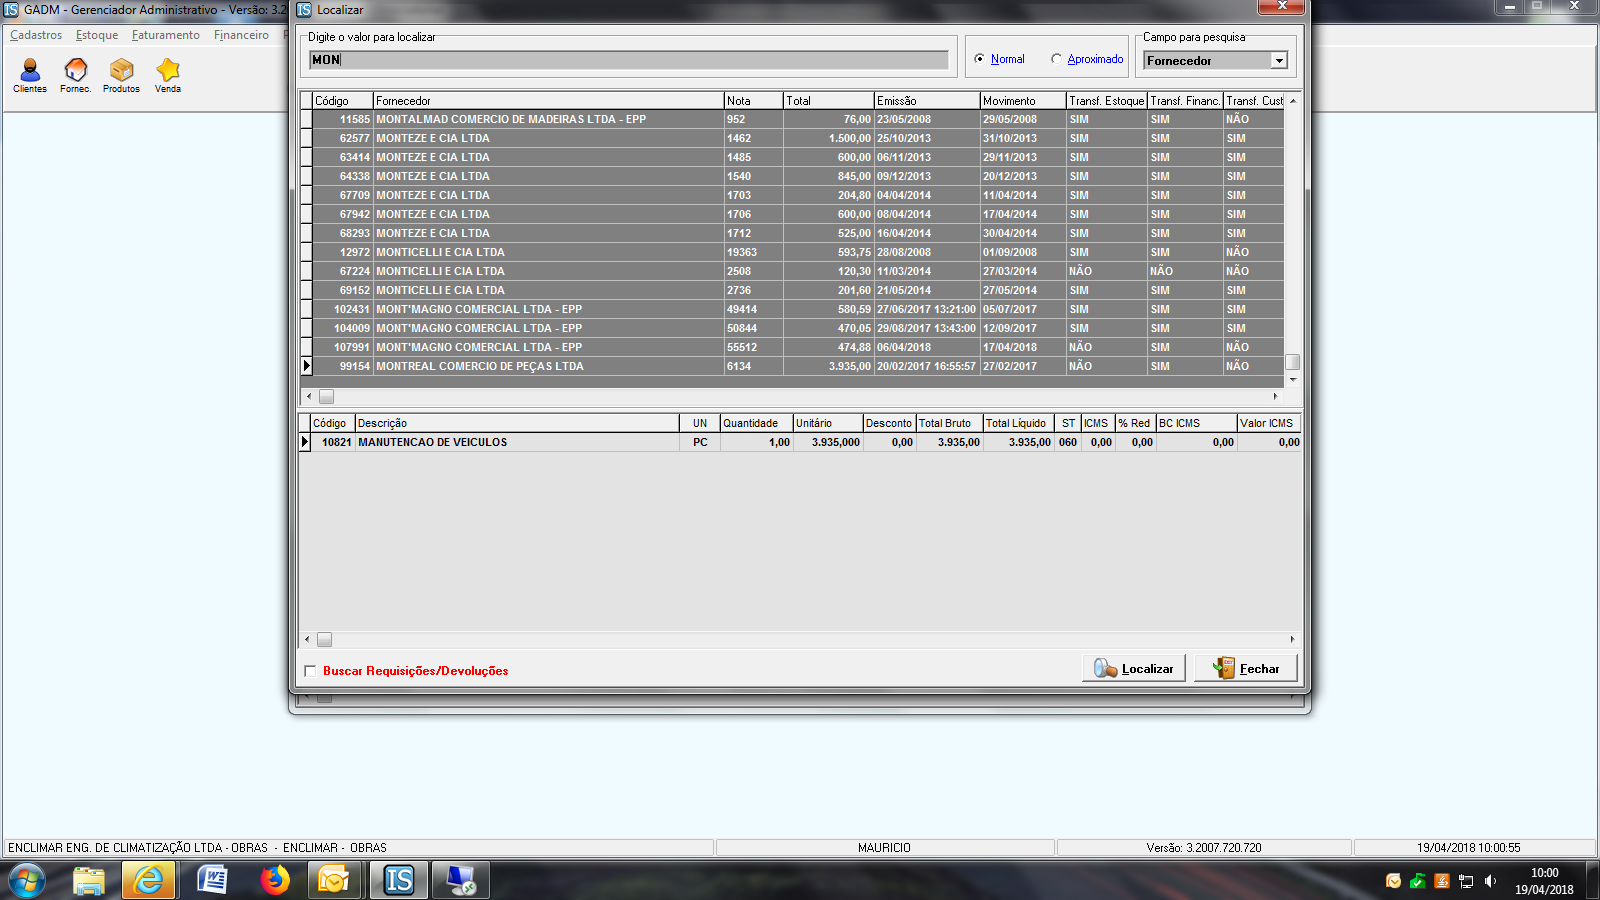 GADM - Gerenciador Administrativo - Versão: 3.2
Localizar
Cadastros Estoque Faturamento Financeiro
Clientes Fornec. Produtos Venda
Digite o valor para localizar
MON
Normal Aproximado
Campo para pesquisa
Fornecedor
Código Fornecedor Nota Total Emissão Movimento Transf. Estoque Transf. Financ. Transf. Cust
11585 MONTALMAD COMERCIO DE MADEIRAS LTDA - EPP 952 76,00 23/05/2008 29/05/2008 SIM SIM NÃO
62577 MONTEZE E CIA LTDA 1462 1.500,00 25/10/2013 31/10/2013 SIM SIM SIM
63414 MONTEZE E CIA LTDA 1485 600,00 06/11/2013 29/11/2013 SIM SIM SIM
64338 MONTEZE E CIA LTDA 1540 845,00 09/12/2013 20/12/2013 SIM SIM SIM
67709 MONTEZE E CIA LTDA 1703 204,80 04/04/2014 11/04/2014 SIM SIM SIM
67942 MONTEZE E CIA LTDA 1706 600,00 08/04/2014 17/04/2014 SIM SIM SIM
68293 MONTEZE E CIA LTDA 1712 525,00 16/04/2014 30/04/2014 SIM SIM SIM
12972 MONTICELLI E CIA LTDA 19363 593,75 28/08/2008 01/09/2008 SIM SIM NÃO
67224 MONTICELLI E CIA LTDA 2508 120,30 11/03/2014 27/03/2014 NÃO NÃO NÃO
69152 MONTICELLI E CIA LTDA 2736 201,60 21/05/2014 27/05/2014 SIM SIM SIM
102431 MONT'MAGNO COMERCIAL LTDA - EPP 49414 580,59 27/06/2017 13:21:00 05/07/2017 SIM SIM SIM
104009 MONT'MAGNO COMERCIAL LTDA - EPP 50844 470,05 29/08/2017 13:43:00 12/09/2017 SIM SIM SIM
107991 MONT'MAGNO COMERCIAL LTDA - EPP 55512 474,88 06/04/2018 17/04/2018 NÃO SIM NÃO
99154 MONTREAL COMERCIO DE PEÇAS LTDA 6134 3.935,00 20/02/2017 16:55:57 27/02/2017 NÃO SIM NÃO
Código Descrição UN Quantidade Unitário Desconto Total Bruto Total Líquido ST ICMS % Red BC ICMS Valor ICMS
10821 MANUTENCAO DE VEICULOS PC 1,00 3.935,000 0,00 3.935,00 3.935,00 060 0,00 0,00 0,00 0,00
Buscar Requisições/Devoluções
Localizar Fechar
ENCLIMAR ENG. DE CLIMATIZAÇÃO LTDA - OBRAS - ENCLIMAR - OBRAS MAURICIO Versão: 3.2007.720.720 19/04/2018 10:00:55
10:00
19/04/2018